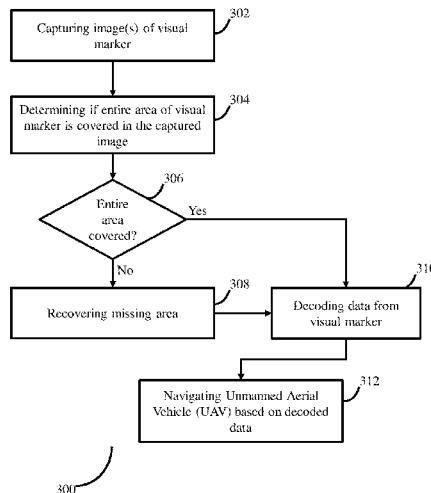 302
Capturing image(s) of visual
marker
304
Determining if entire area of visual
marker is covered in the captured
image
306
Entire
area
covered?
Yes
No
308
310
Recovering missing area
Decoding data from
visual marker
312
Navigating Unmanned Aerial
Vehicle (UAV) based on decoded
data
300